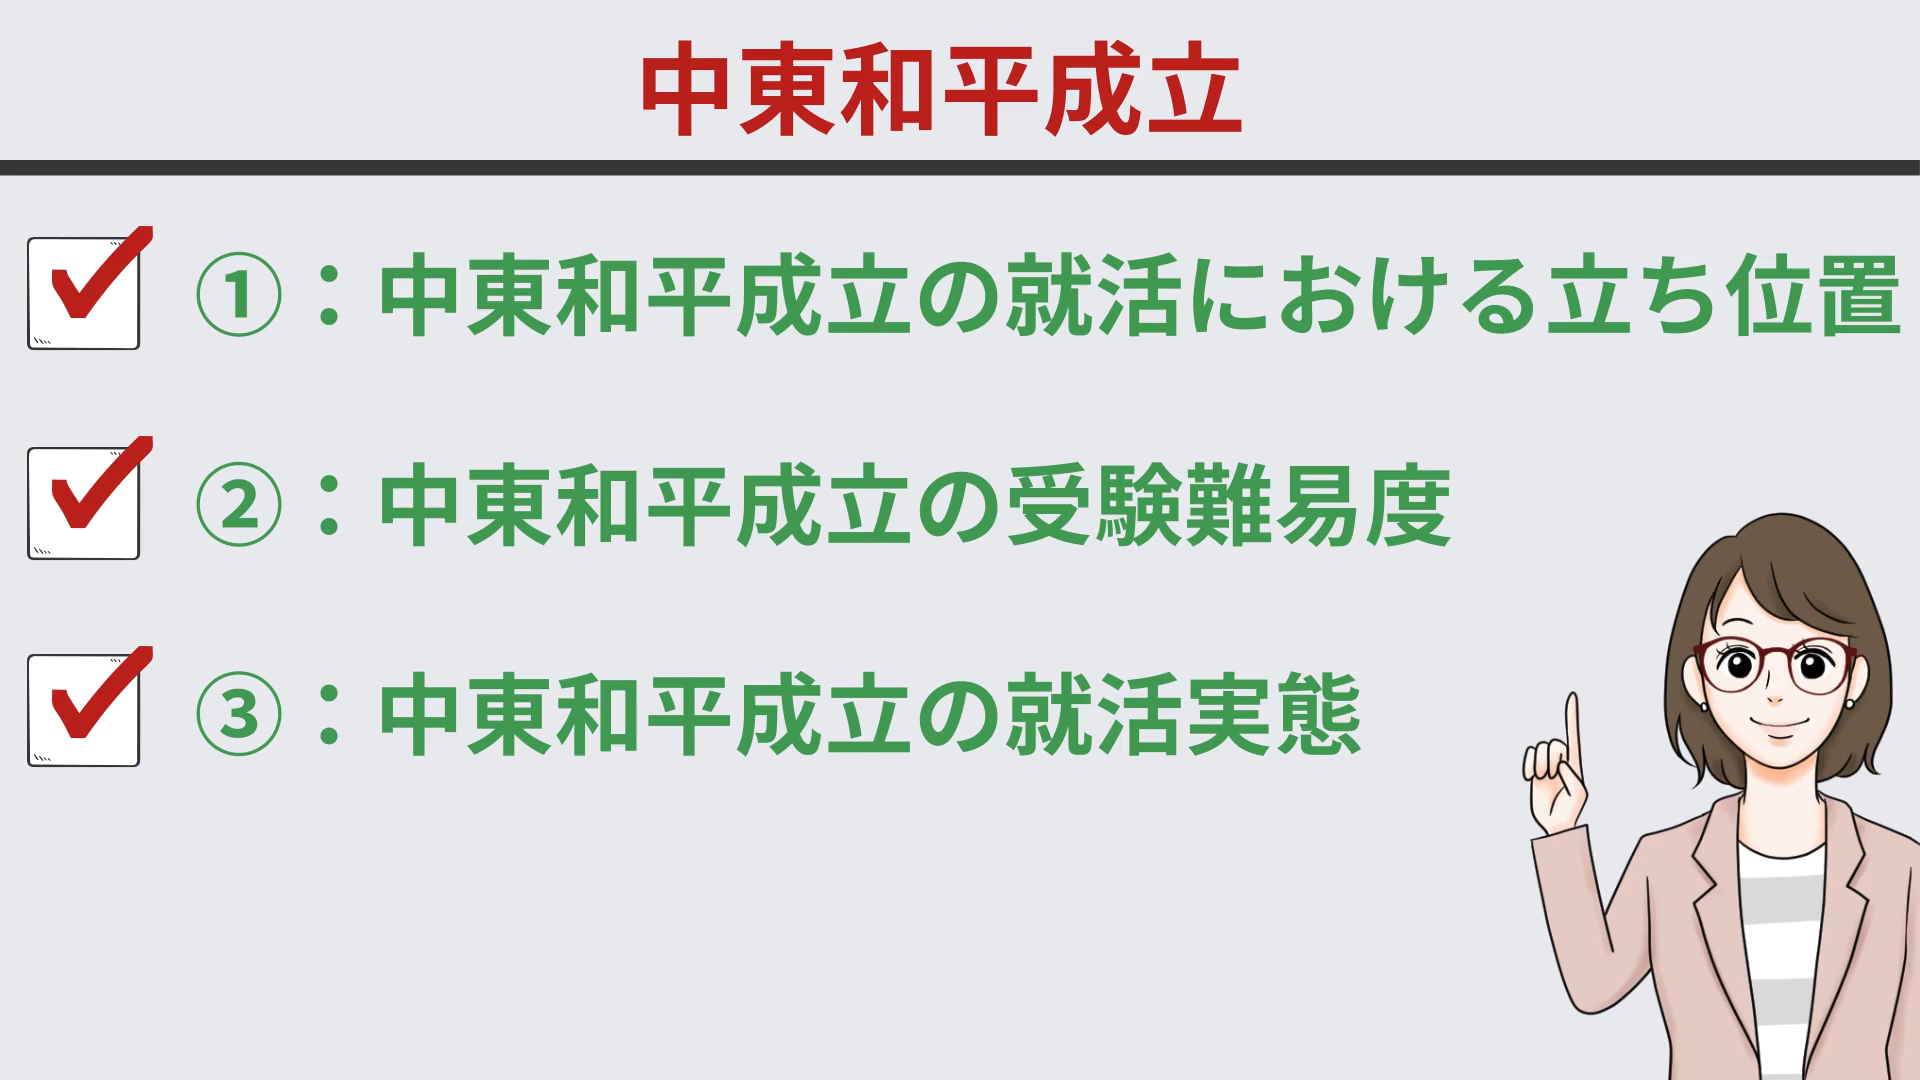 中東和平成立
①：中東和平成立の就活における立ち位置
②：中東和平成立の受験難易度
③：中東和平成立の就活実態